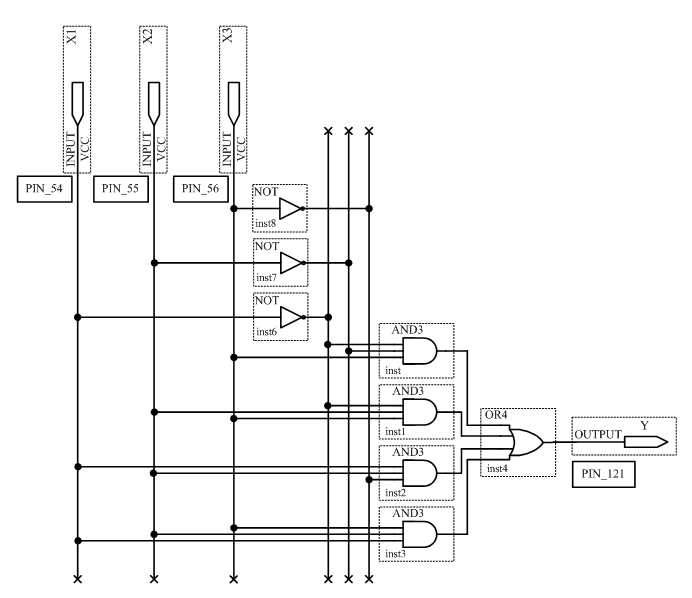 X1
X2
X3
INPUT
VCC
INPUT
VCC
INPUT
VCC
PIN_54
PIN_55
PIN_56
NOT
inst8
NOT
inst7
NOT
inst6
AND3
inst
AND3
inst1
AND3
inst2
AND3
inst3
OR4
inst4
OUTPUT
Y
PIN_121